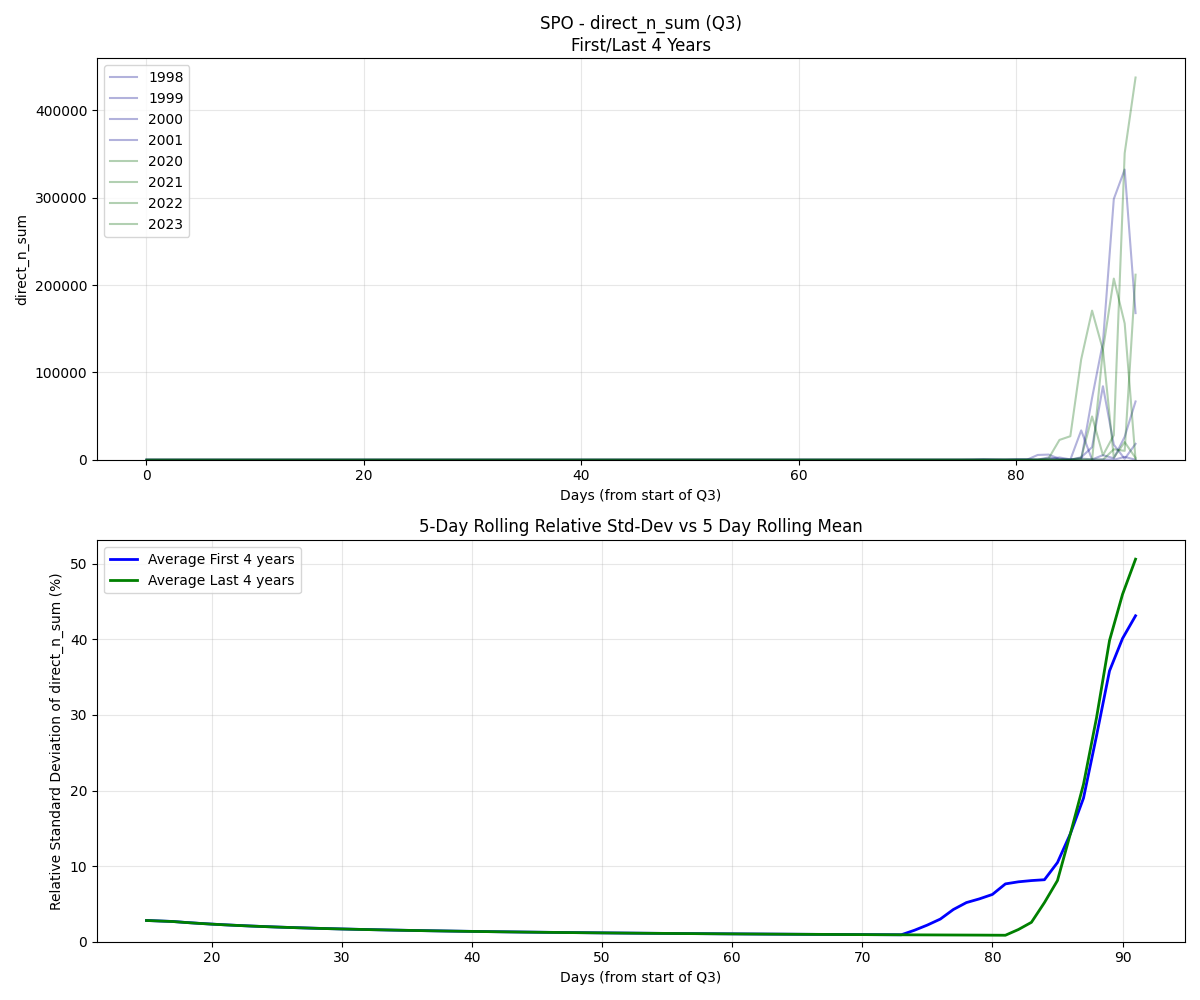 SPO - direct_n_sum (Q3)
First/Last 4 Years
1998
1999
2000
2001
2020
2021
2022
2023
400000
300000
200000
100000
0
direct_n_sum
0 20 40 60 80
Days (from start of Q3)
5-Day Rolling Relative Std-Dev vs 5 Day Rolling Mean
Average First 4 years
Average Last 4 years
50
40
30
20
10
0
Relative Standard Deviation of direct_n_sum (%)
20 30 40 50 60 70 80 90
Days (from start of Q3)